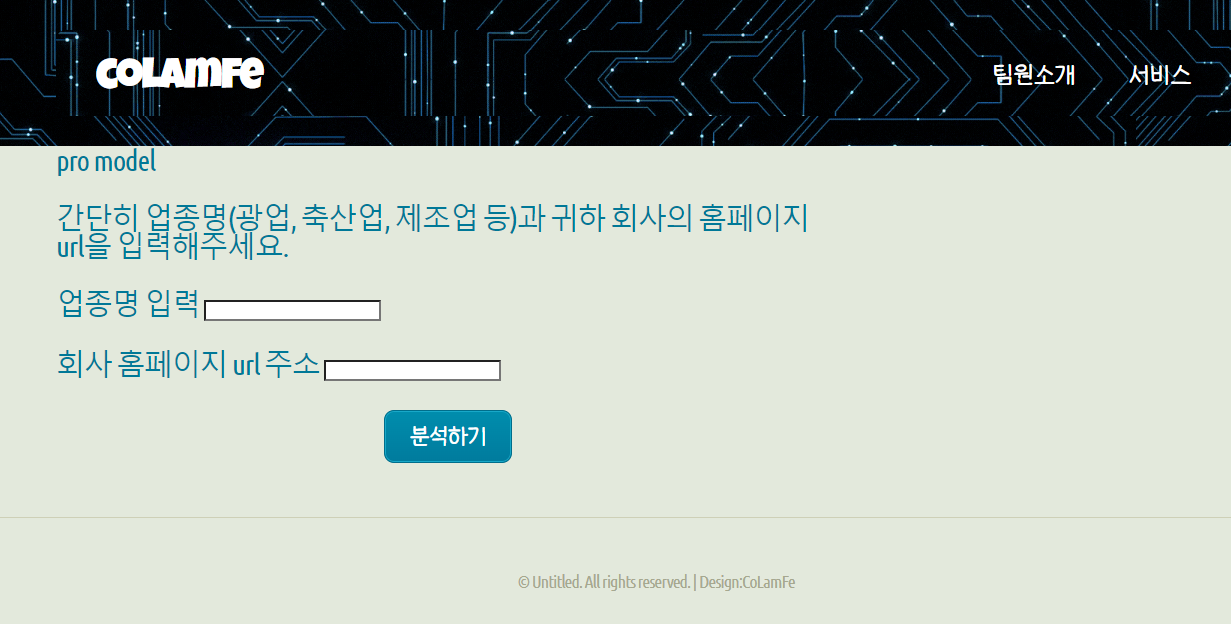 COLAMFE
팀원소개
서비스
pro model
간단히 업종명(광업, 축산업, 제조업 등)과 귀하 회사의 홈페이지
url을 입력해주세요.
업종명 입력
회사 홈페이지 url 주소
분석하기
© Untitled. All rights reserved. | Design:CoLamFe